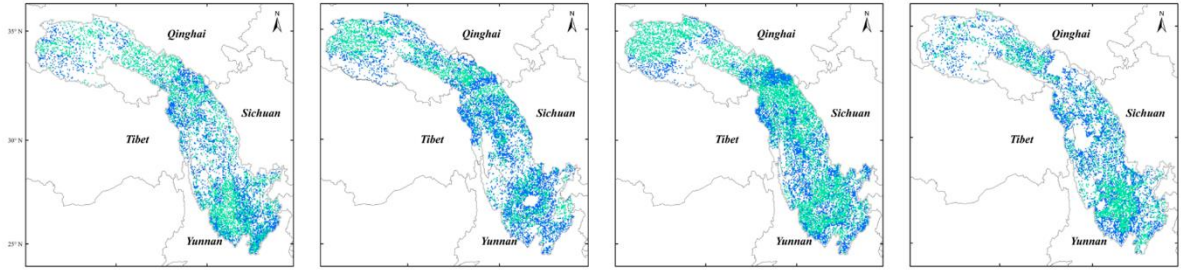 35°N
30°N
25°N
Qinghai
Sichuan
Tibet
Yunnan
N
Qinghai
Sichuan
Tibet
Yunnan
N
Qinghai
Sichuan
Tibet
Yunnan
N
Qinghai
Sichuan
Tibet
Yunnan
N